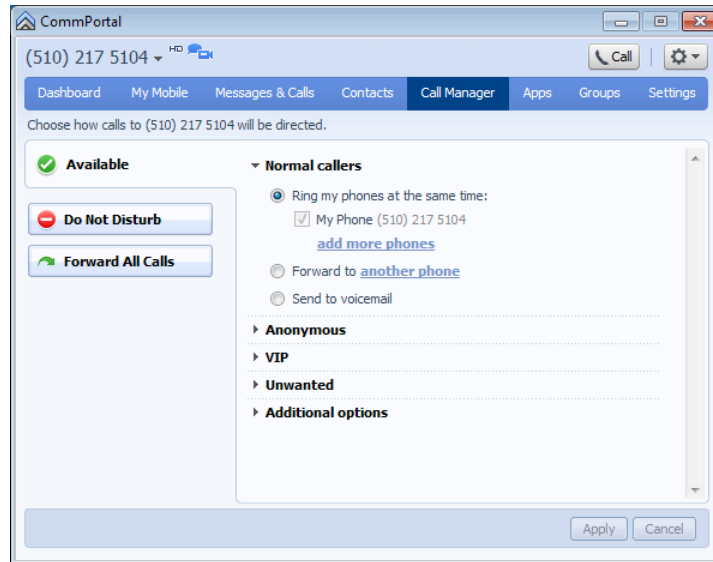 CommPortal
(510) 217 5104 HD
Call
Dashboard My Mobile Messages & Calls Contacts Call Manager Apps Groups Settings
Choose how calls to (510) 217 5104 will be directed.
Available
Do Not Disturb
Forward All Calls
Normal callers
Ring my phones at the same time:
My Phone (510) 217 5104
add more phones
Forward to another phone
Send to voicemail
Anonymous
VIP
Unwanted
Additional options
Apply Cancel